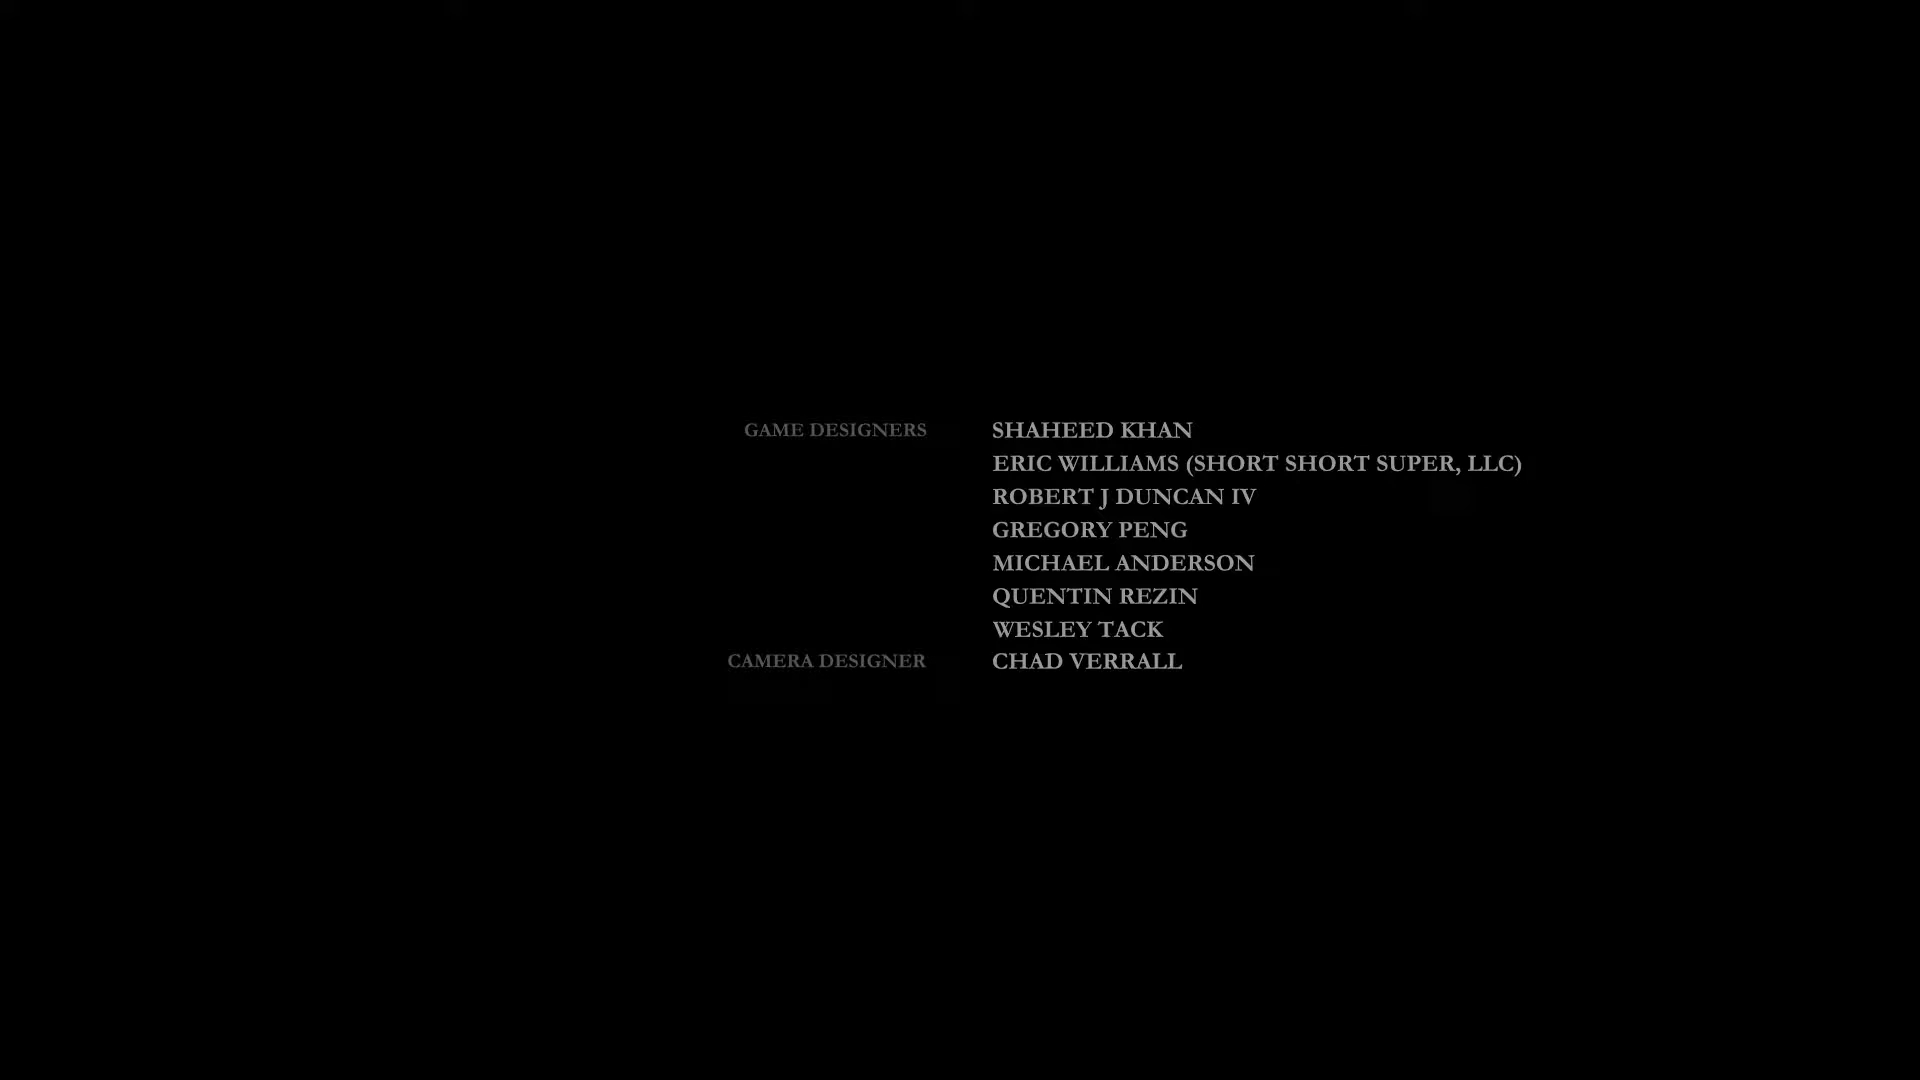 GAME DESIGNERS SHAHEED KHAN
ERIC WILLIAMS (SHORT SHORT SUPER, LLC)
ROBERT J DUNCAN IV
GREGORY PENG
MICHAEL ANDERSON
QUENTIN REZIN
WESLEY TACK
CAMERA DESIGNER CHAD VERRALL